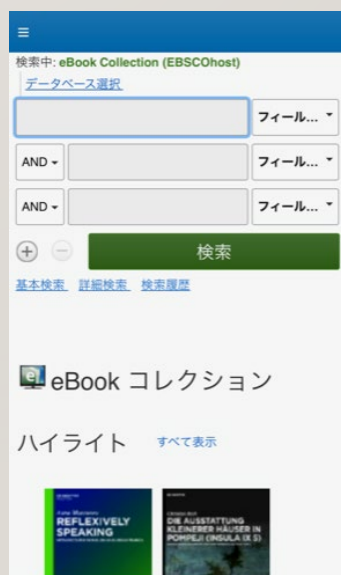 検索中: eBook Collection (EBSCOhost)
データベース選択
フィール...
AND フィール...
AND フィール...
検索
基本検索 詳細検索 検索履歴
eBook コレクション
ハイライト すべて表示
REFLEXIVELY
SPEAKING
DIE AUSSTATTUNG
KLEINERER HÄUSER IN
POMPEJI (INSULA IX 5)